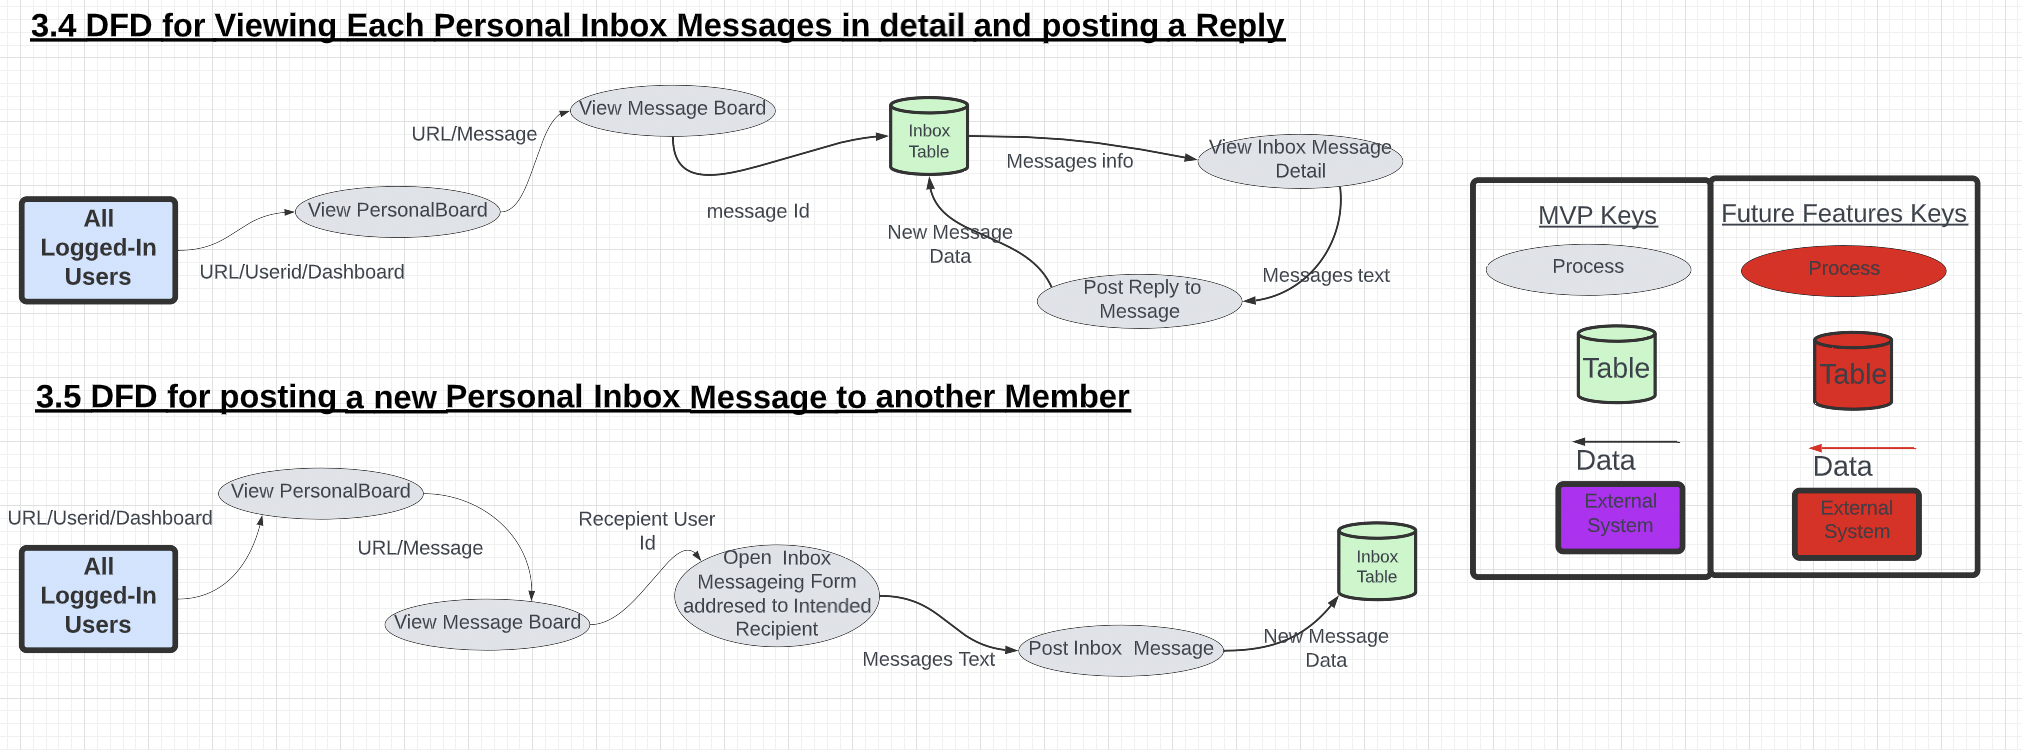 3.4 DFD for Viewing Each Personal Inbox Messages in detail and posting a Reply
View Message Board
URL/Message
Inbox
Table
Messages info
View Inbox Message
Detail
All
Logged-In
Users
View PersonalBoard
URL/Userid/Dashboard
message Id
New Message
Data
Messages text
Post Reply to
Message
3.5 DFD for posting a new Personal Inbox Message to another Member
View PersonalBoard
URL/Userid/Dashboard
All
Logged-In
Users
URL/Message
View Message Board
Recepient User
Id
Open Inbox
Messageing Form
addresed to Intended
Recipient
Messages Text
Post Inbox Message
New Message
Data
Inbox
Table
MVP Keys
Process
Table
Data
External
System
Future Features Keys
Process
Table
Data
External
System